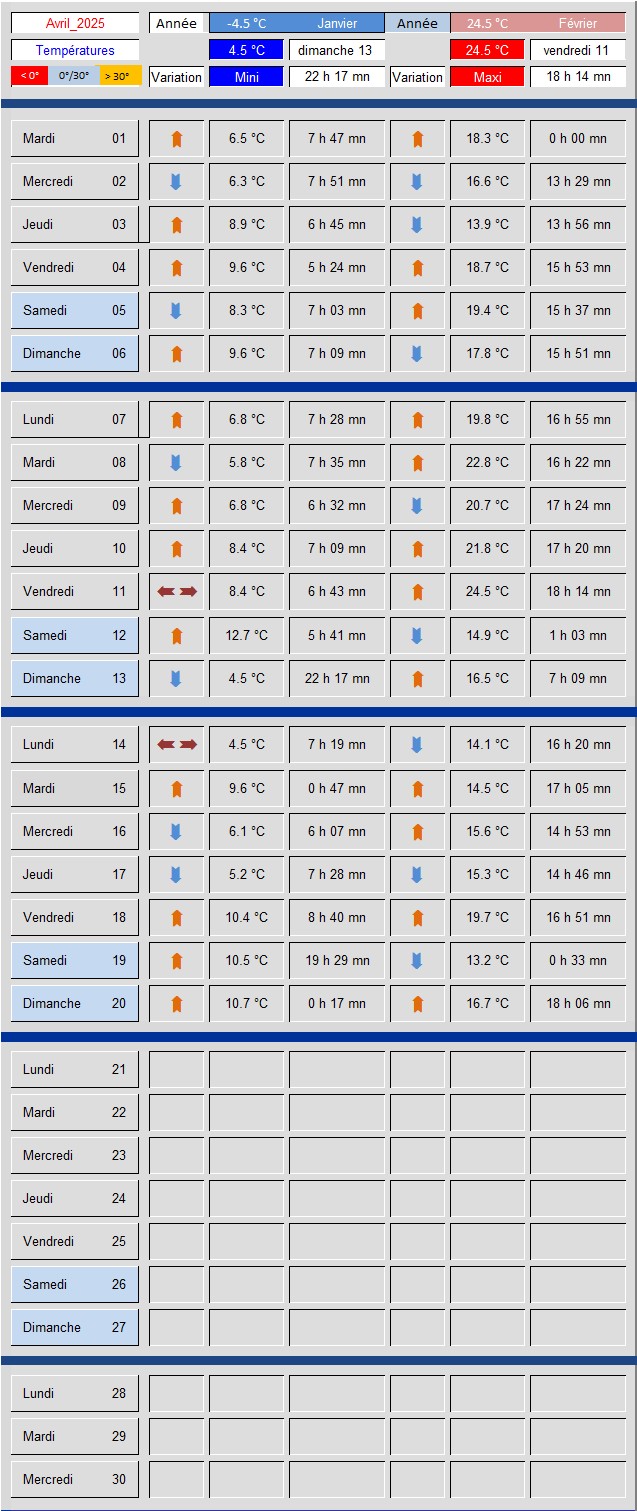 Avril_2025 Année -4.5 °C Janvier Année 24.5 °C Février
Températures 4.5 °C dimanche 13 24.5 °C vendredi 11
< 0° 0°/30° > 30° Variation Mini 22 h 17 mn Variation Maxi 18 h 14 mn
Mardi 01 6.5 °C 7 h 47 mn 18.3 °C 0 h 00 mn
Mercredi 02 6.3 °C 7 h 51 mn 16.6 °C 13 h 29 mn
Jeudi 03 8.9 °C 6 h 45 mn 13.9 °C 13 h 56 mn
Vendredi 04 9.6 °C 5 h 24 mn 18.7 °C 15 h 53 mn
Samedi 05 8.3 °C 7 h 03 mn 19.4 °C 15 h 37 mn
Dimanche 06 9.6 °C 7 h 09 mn 17.8 °C 15 h 51 mn
Lundi 07 6.8 °C 7 h 28 mn 19.8 °C 16 h 55 mn
Mardi 08 5.8 °C 7 h 35 mn 22.8 °C 16 h 22 mn
Mercredi 09 6.8 °C 6 h 32 mn 20.7 °C 17 h 24 mn
Jeudi 10 8.4 °C 7 h 09 mn 21.8 °C 17 h 20 mn
Vendredi 11 8.4 °C 6 h 43 mn 24.5 °C 18 h 14 mn
Samedi 12 12.7 °C 5 h 41 mn 14.9 °C 1 h 03 mn
Dimanche 13 4.5 °C 22 h 17 mn 16.5 °C 7 h 09 mn
Lundi 14 4.5 °C 7 h 19 mn 14.1 °C 16 h 20 mn
Mardi 15 9.6 °C 0 h 47 mn 14.5 °C 17 h 05 mn
Mercredi 16 6.1 °C 6 h 07 mn 15.6 °C 14 h 53 mn
Jeudi 17 5.2 °C 7 h 28 mn 15.3 °C 14 h 46 mn
Vendredi 18 10.4 °C 8 h 40 mn 19.7 °C 16 h 51 mn
Samedi 19 10.5 °C 19 h 29 mn 13.2 °C 0 h 33 mn
Dimanche 20 10.7 °C 0 h 17 mn 16.7 °C 18 h 06 mn
Lundi 21
Mardi 22
Mercredi 23
Jeudi 24
Vendredi 25
Samedi 26
Dimanche 27
Lundi 28
Mardi 29
Mercredi 30